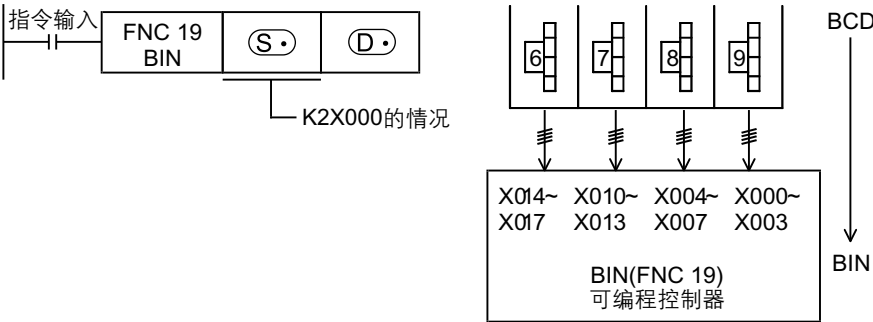 指令输入
FNC 19
BIN
S·
D·
K2X000的情况
6 7 8 9
BCD
X014~ X010~ X004~ X000~
X017 X013 X007 X003
BIN
BIN(FNC 19)
可编程控制器